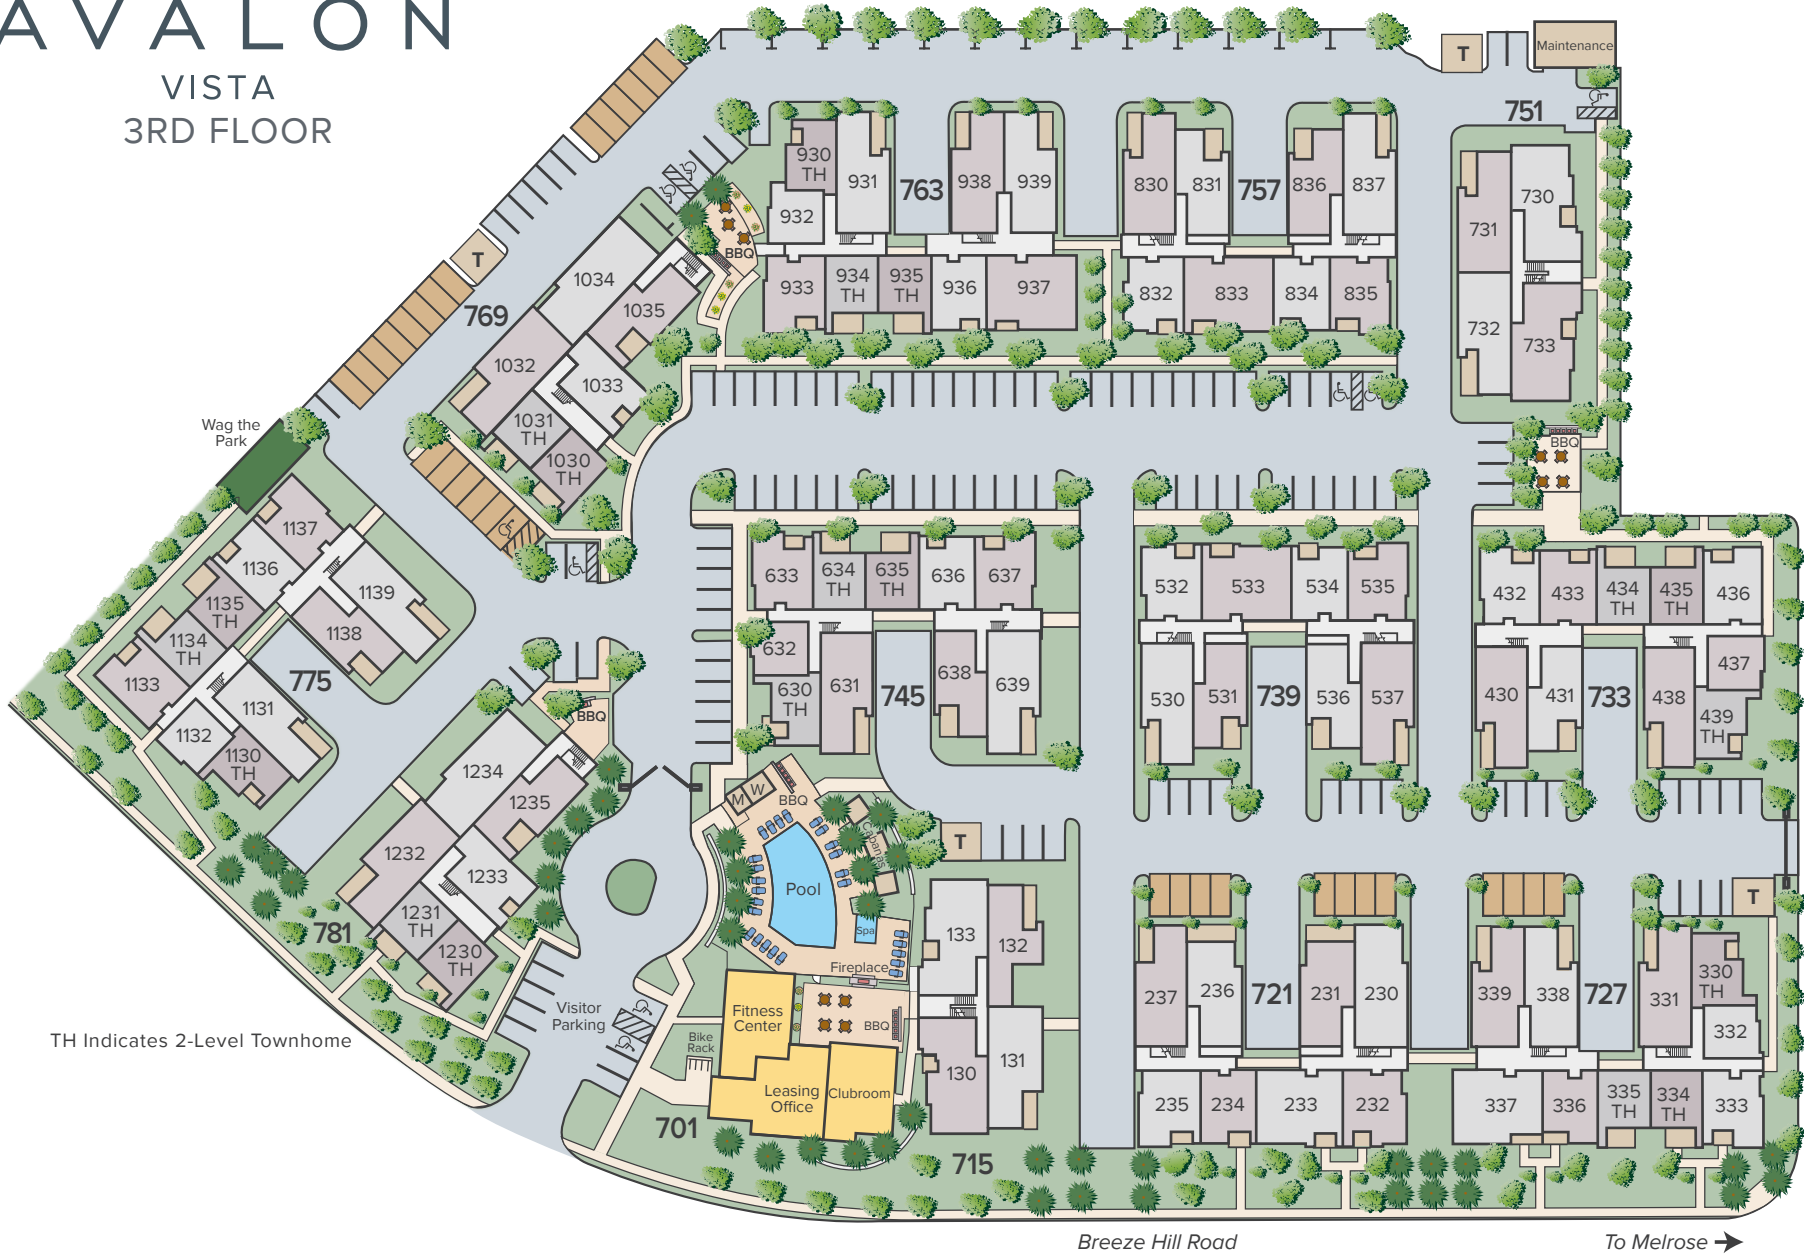 AVALON
VISTA
3RD FLOOR
T
Maintenance
751
930
TH
931
932
763
938
939
830
831
757
836
837
730
731
732
733
BBQ
933
934
TH
935
TH
936
937
832
833
834
835
T
769
1034
1035
1032
1033
1031
TH
1030
TH
Wag the
Park
BBQ
1137
1136
1135
TH
1134
TH
1133
1139
1138
775
1131
1132
1130
TH
633
634
TH
635
TH
636
637
632
630
TH
631
745
638
639
532
533
534
535
530
531
739
536
537
432
433
434
TH
435
TH
436
430
431
733
437
438
439
TH
BBQ
1234
1235
1232
1233
1231
TH
1230
TH
781
M
W
BBQ
Cabanas
Pool
Spa
Fireplace
T
133
132
130
131
T
237
236
721
231
230
339
338
727
331
330
TH
332
Visitor
Parking
Fitness
Center
BBQ
Bike
Rack
Leasing
Office
Clubroom
701
715
235
234
233
232
337
336
335
TH
334
TH
333
TH Indicates 2-Level Townhome
Breeze Hill Road
To Melrose